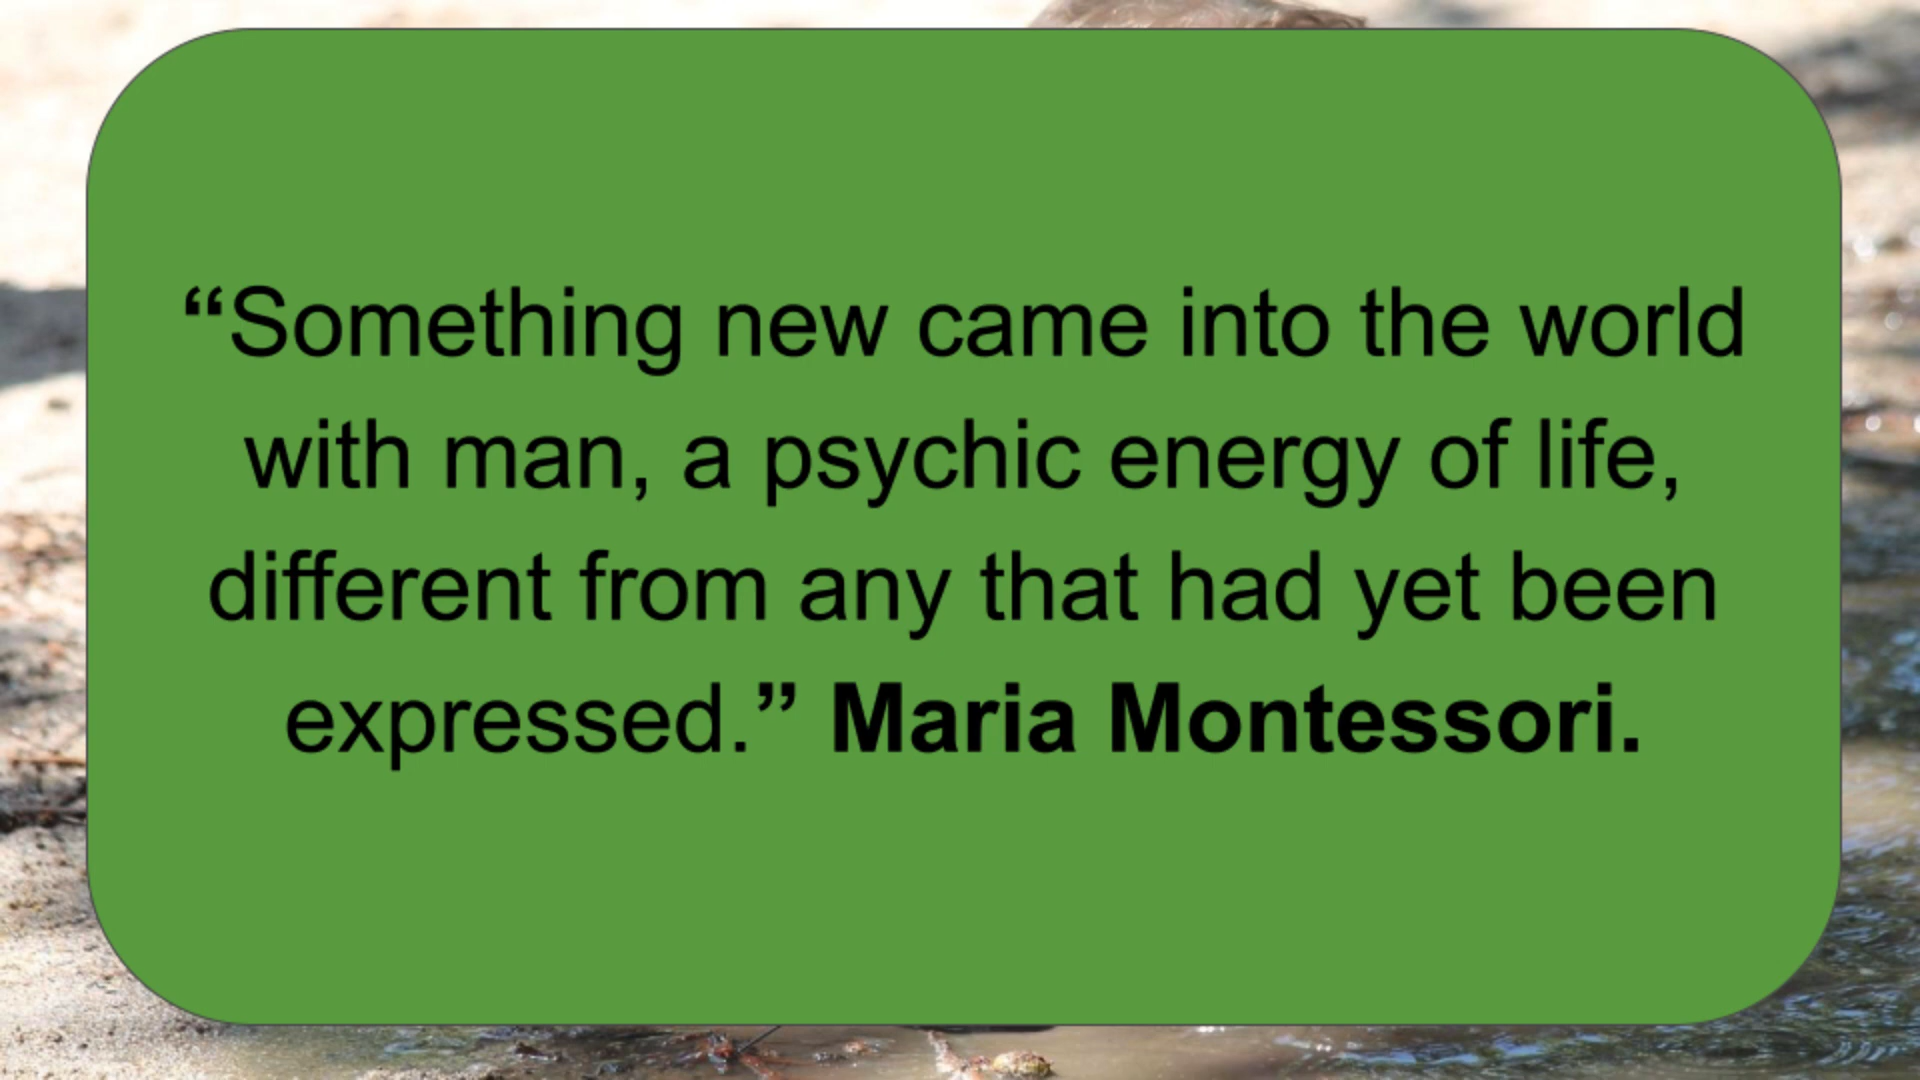 “Something new came into the world
with man, a psychic energy of life,
different from any that had yet been
expressed.” Maria Montessori.